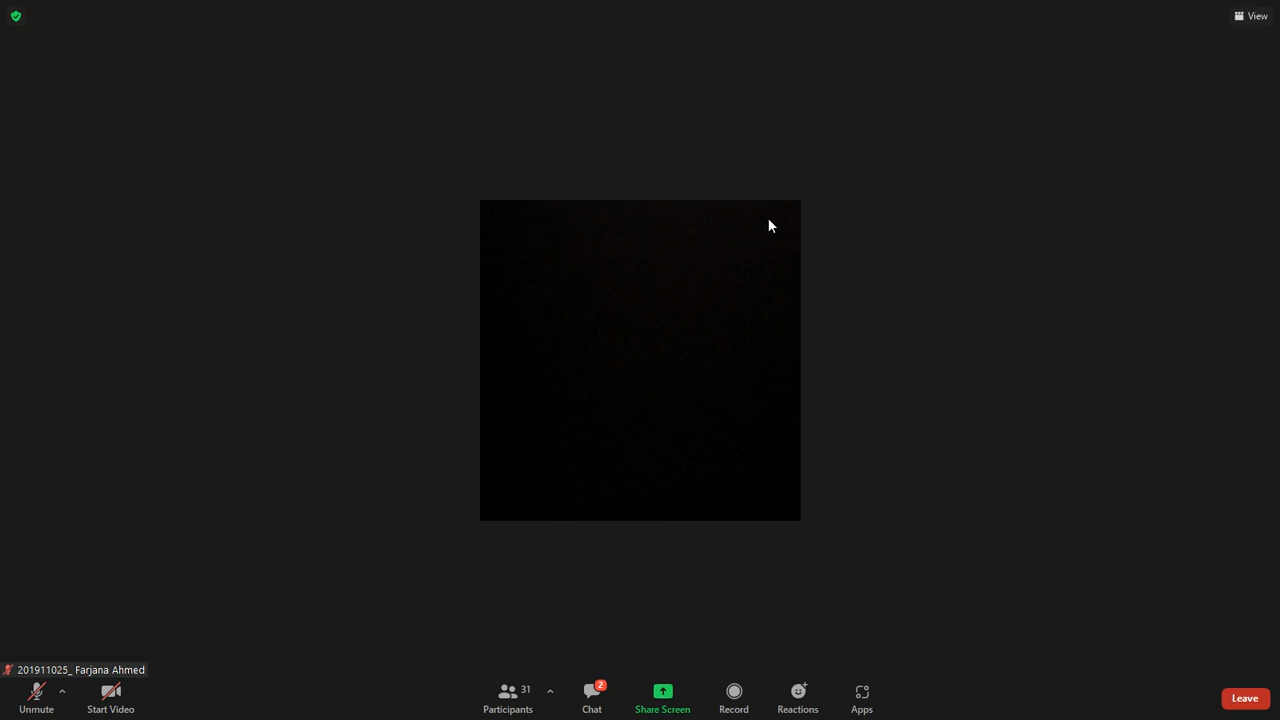 View
201911025_ Farjana Ahmed
Unmute
Start Video
31
Participants
2
Chat
Share Screen
Record
Reactions
Apps
Leave